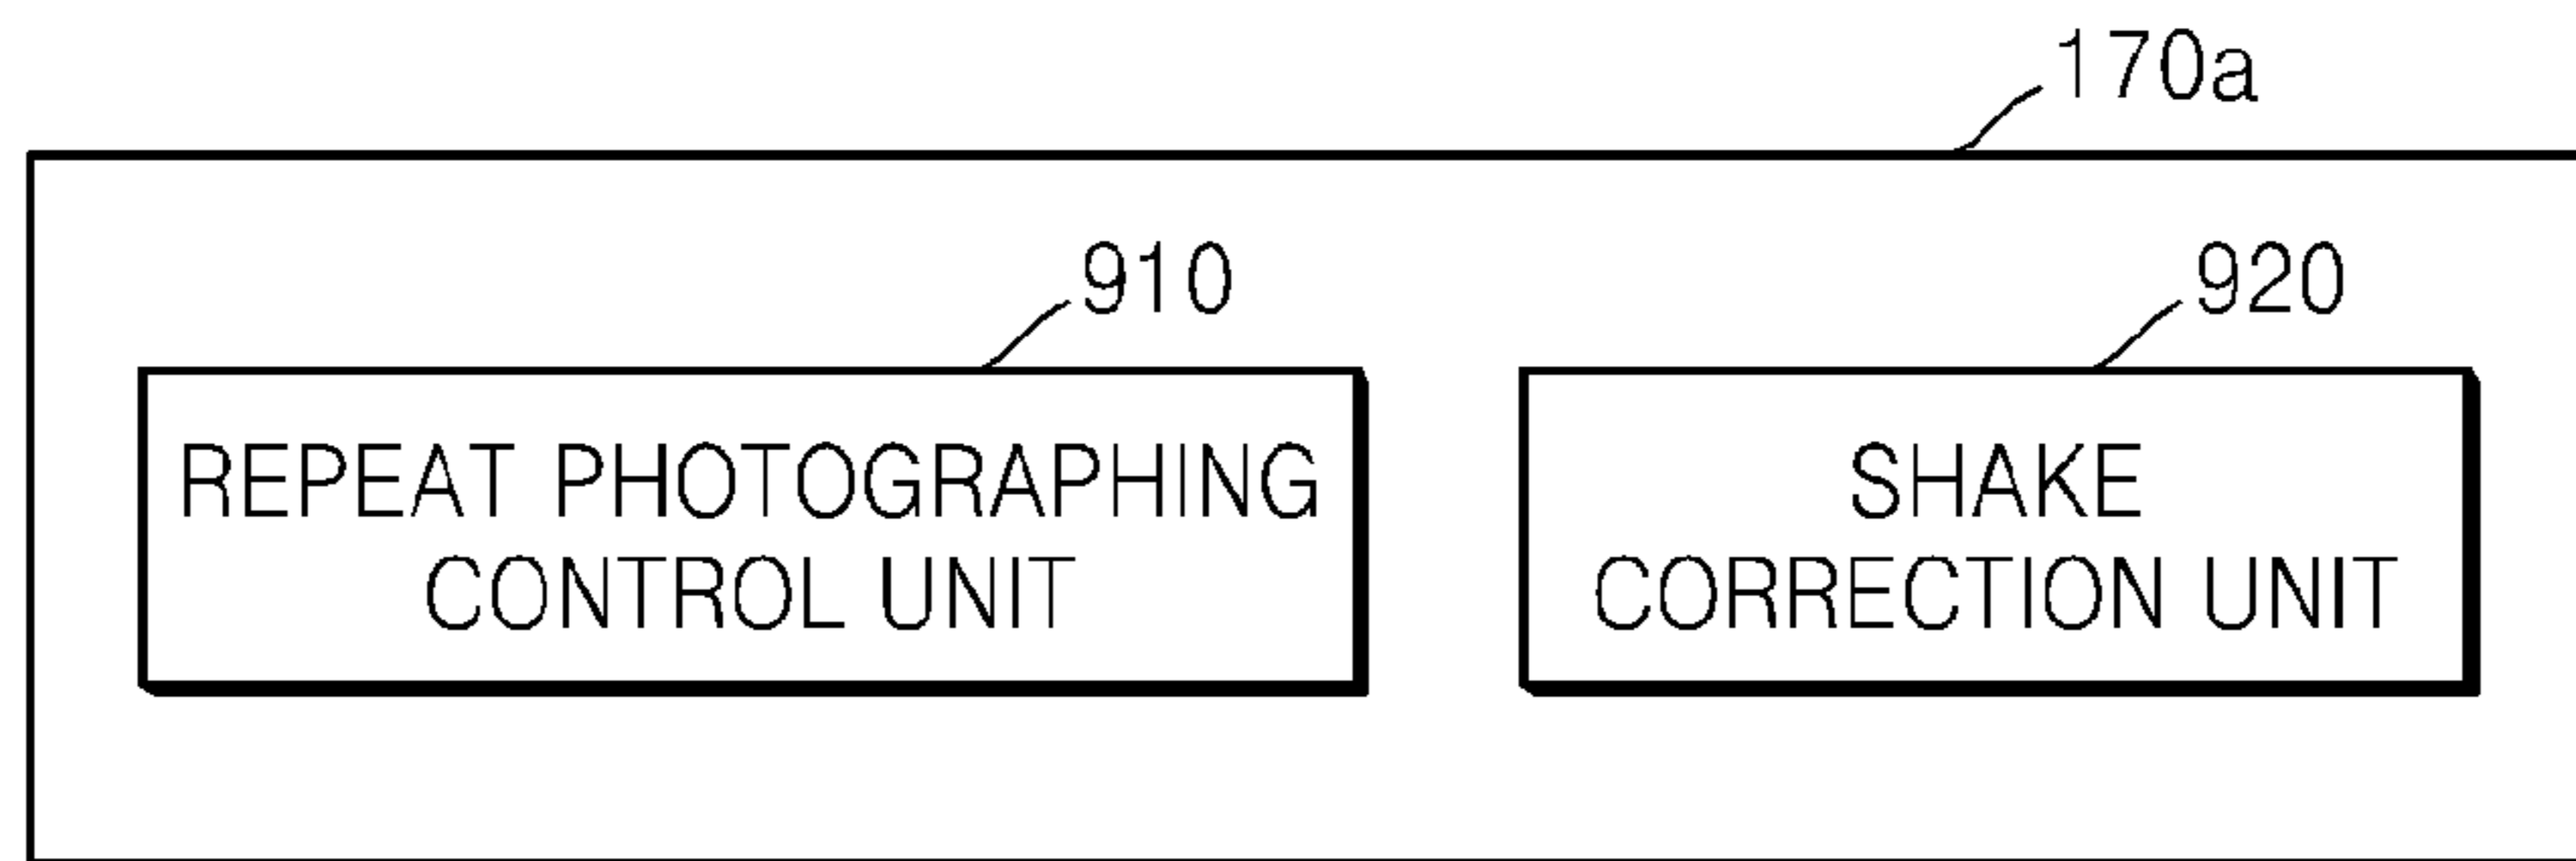 170a
910
920
REPEAT PHOTOGRAPHING
CONTROL UNIT
SHAKE
CORRECTION UNIT